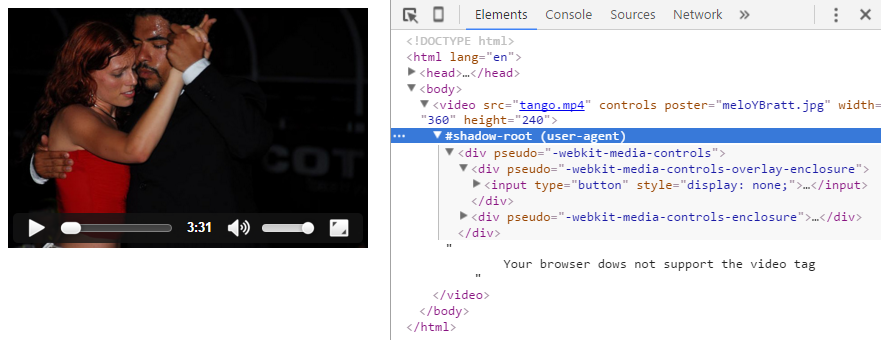 COT
3:31
Elements Console Sources Network »
<!DOCTYPE html>
<html lang="en">
<head>…</head>
<body>
<video src="tango.mp4" controls poster="meloYBratt.jpg" width=
"360" height="240">
… #shadow-root (user-agent)
<div pseudo="-webkit-media-controls">
<div pseudo="-webkit-media-controls-overlay-enclosure">
<input type="button" style="display: none;">…</input>
</div>
<div pseudo="-webkit-media-controls-enclosure">…</div>
</div>
"
Your browser dows not support the video tag
"
</video>
</body>
</html>